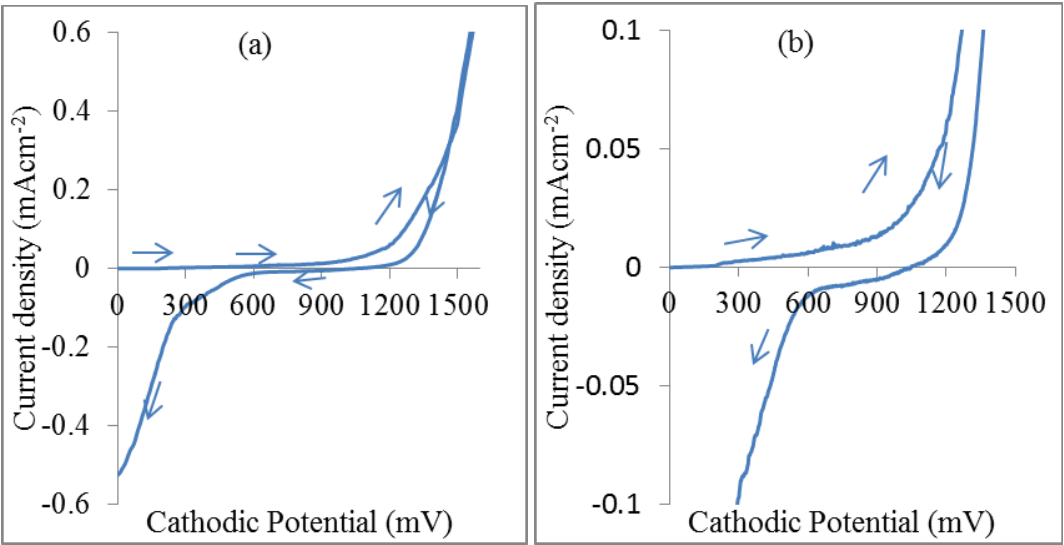 (a)
Current density (mAcm-2)
0.6
0.4
0.2
0
-0.2
-0.4
-0.6
0 300 600 900 1200 1500
Cathodic Potential (mV)
(b)
Current density (mAcm-2)
0.1
0.05
0
-0.05
-0.1
0 300 600 900 1200 1500
Cathodic Potential (mV)